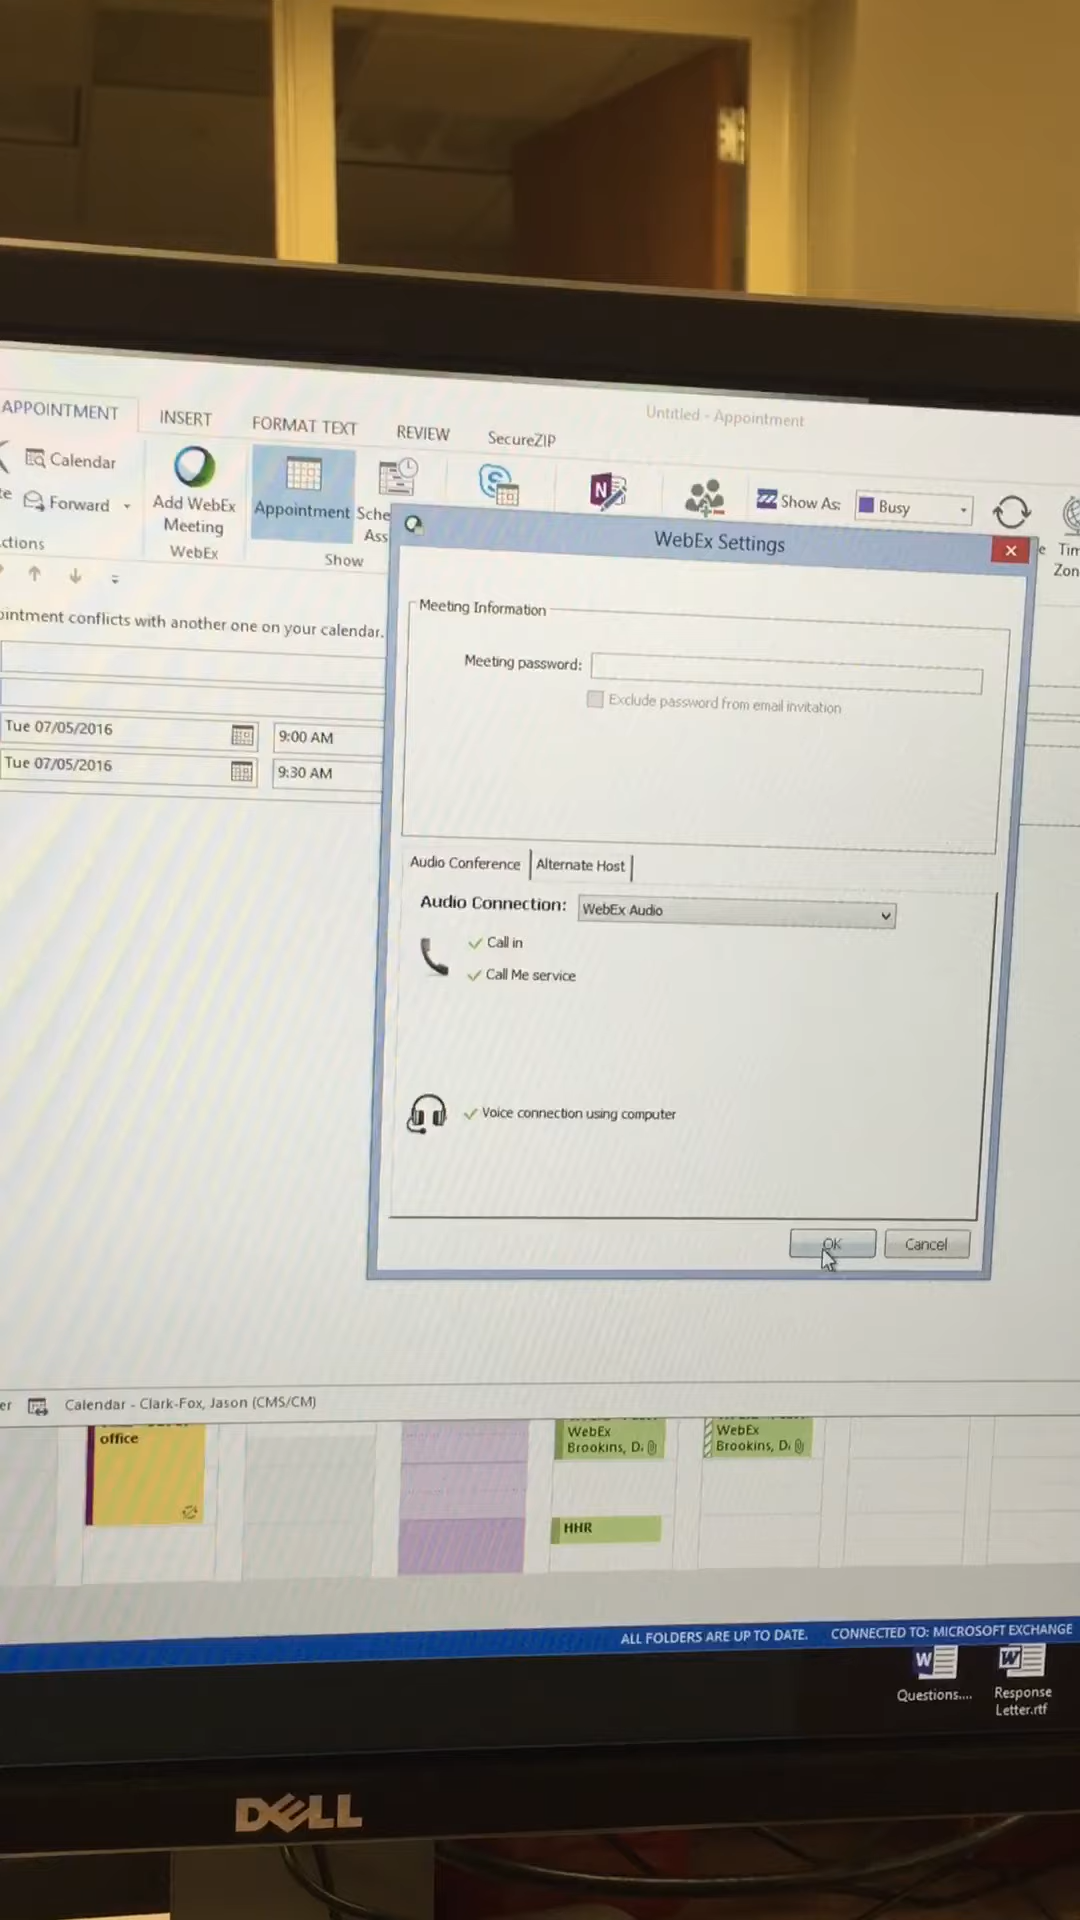 Untitled - Appointment
APPOINTMENT
INSERT
FORMAT TEXT
REVIEW
SecureZIP
Calendar
Forward
Add WebEx
Meeting
WebEx
Appointment
Show
Show As:
Busy
WebEx Settings
appointment conflicts with another one on your calendar.
Tue 07/05/2016
9:00 AM
Tue 07/05/2016
9:30 AM
Meeting Information
Meeting password:
Exclude password from email invitation
Audio Conference
Alternate Host
Audio Connection:
WebEx Audio
Call in
Call Me service
Voice connection using computer
OK
Cancel
Calendar - Clark-Fox, Jason (CMS/CM)
office
WebEx
Brookins, D.
WebEx
Brookins, D.
HHR
ALL FOLDERS ARE UP TO DATE.
CONNECTED TO: MICROSOFT EXCHANGE
Questions....
Response
Letter.rtf
DELL